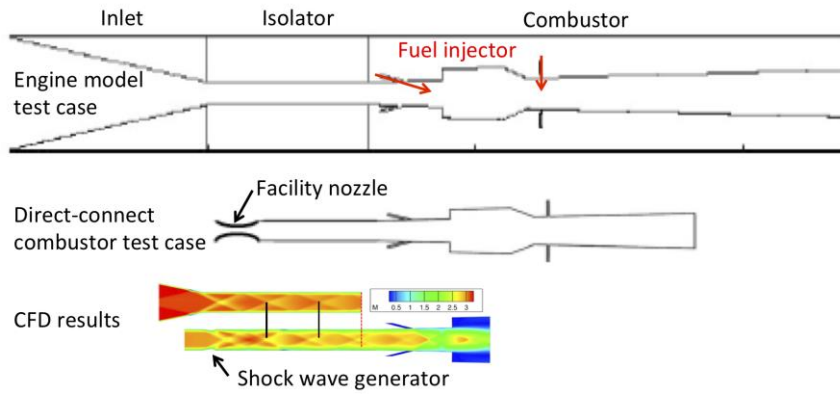 Inlet Isolator Combustor
Fuel injector
Engine model
test case
Facility nozzle
Direct-connect
combustor test case
M 0.5 1 1.5 2 2.5 3
CFD results
Shock wave generator